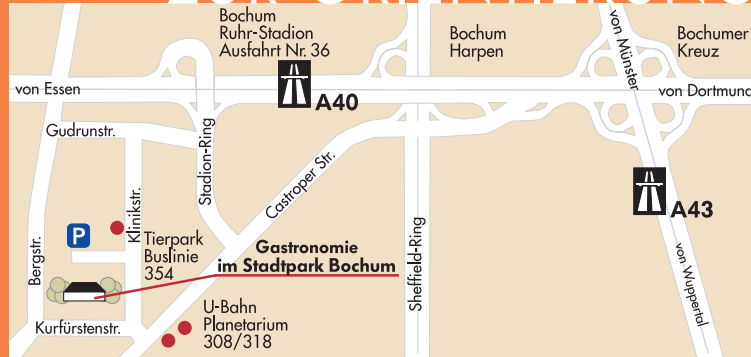 Bochum
Ruhr-Stadion
Ausfahrt Nr. 36
Bochum
Harpen
von Münster
Bochumer
Kreuz
von Essen
A40
von Dortmund
Gudrunstr.
Stadion-Ring
Castroper Str.
A43
Klinikstr.
P
Bergstr.
Tierpark
Buslinie
354
Gastronomie
im Stadtpark Bochum
Sheffield-Ring
von Wuppertal
U-Bahn
Planetarium
308/318
Kurfürstenstr.